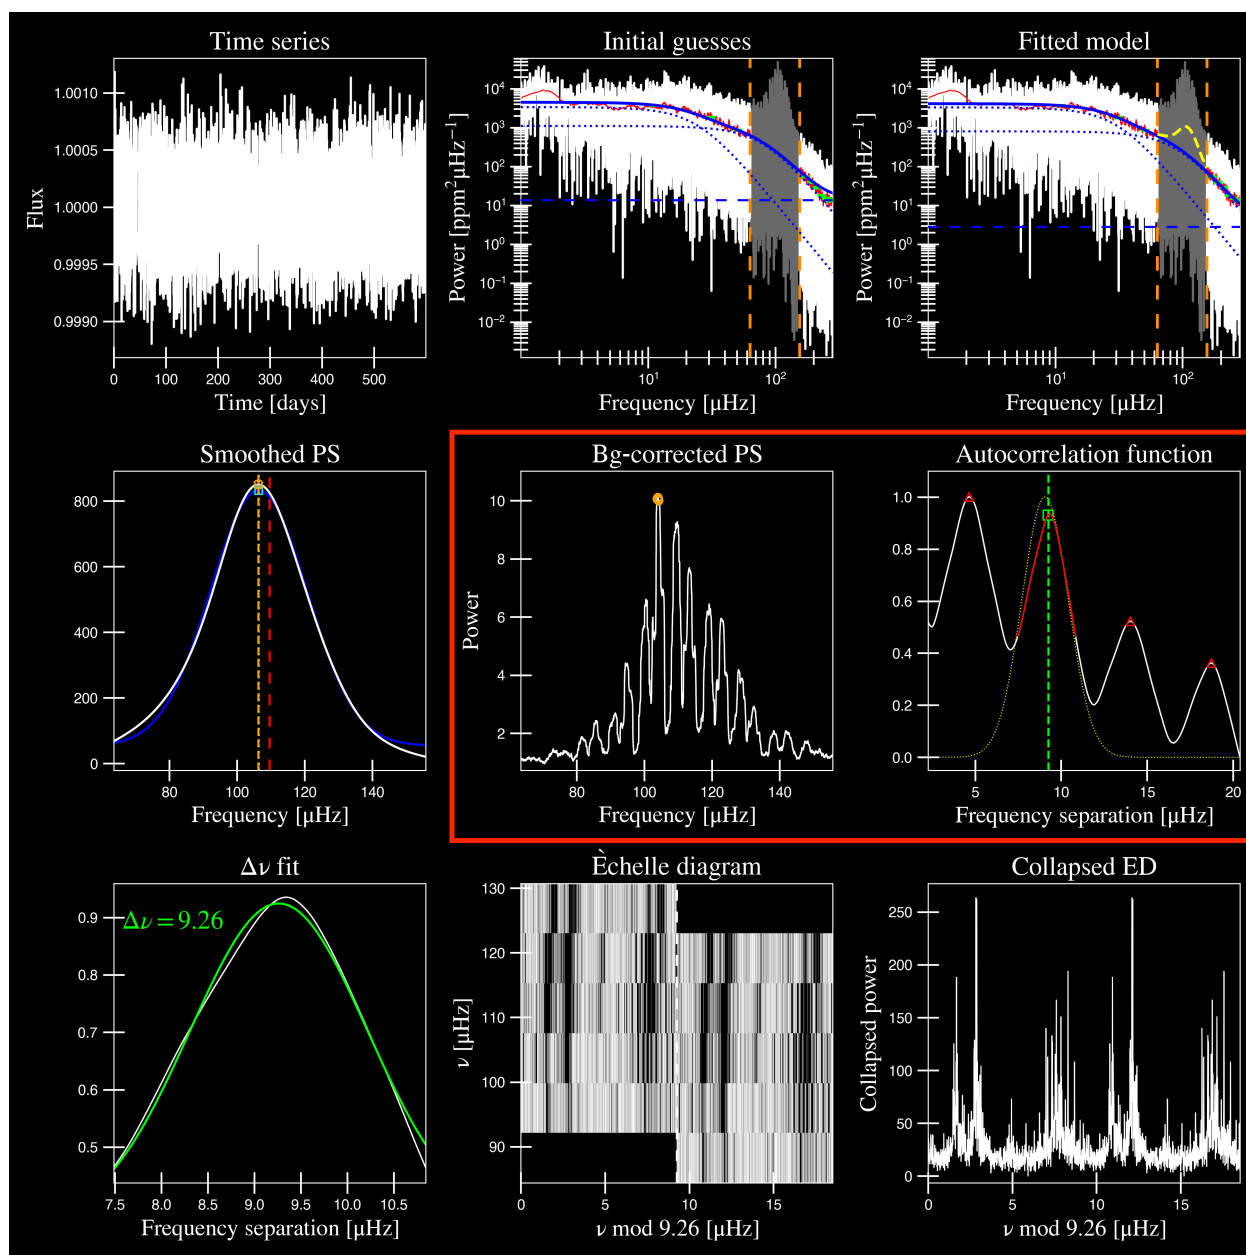 Time series
Flux
1.0010
1.0005
1.0000
0.9995
0.9990
0 100 200 300 400 500
Time [days]
Initial guesses
Power [ppm²μHz⁻¹]
10⁴
10³
10²
10¹
10⁰
10⁻¹
10⁻²
10¹ 10²
Frequency [μHz]
Fitted model
Power [ppm²μHz⁻¹]
10⁴
10³
10²
10¹
10⁰
10⁻¹
10⁻²
10¹ 10²
Frequency [μHz]
Smoothed PS
800
600
400
200
0
80 100 120 140
Frequency [μHz]
Bg-corrected PS
Power
10
8
6
4
2
80 100 120 140
Frequency [μHz]
Autocorrelation function
1.0
0.8
0.6
0.4
0.2
0.0
5 10 15 20
Frequency separation [μHz]
Δν fit
Δν = 9.26
0.9
0.8
0.7
0.6
0.5
7.5 8.0 8.5 9.0 9.5 10.0 10.5
Frequency separation [μHz]
Èchelle diagram
ν [μHz]
130
120
110
100
90
0 5 10 15
ν mod 9.26 [μHz]
Collapsed ED
Collapsed power
250
200
150
100
50
0
0 5 10 15
ν mod 9.26 [μHz]